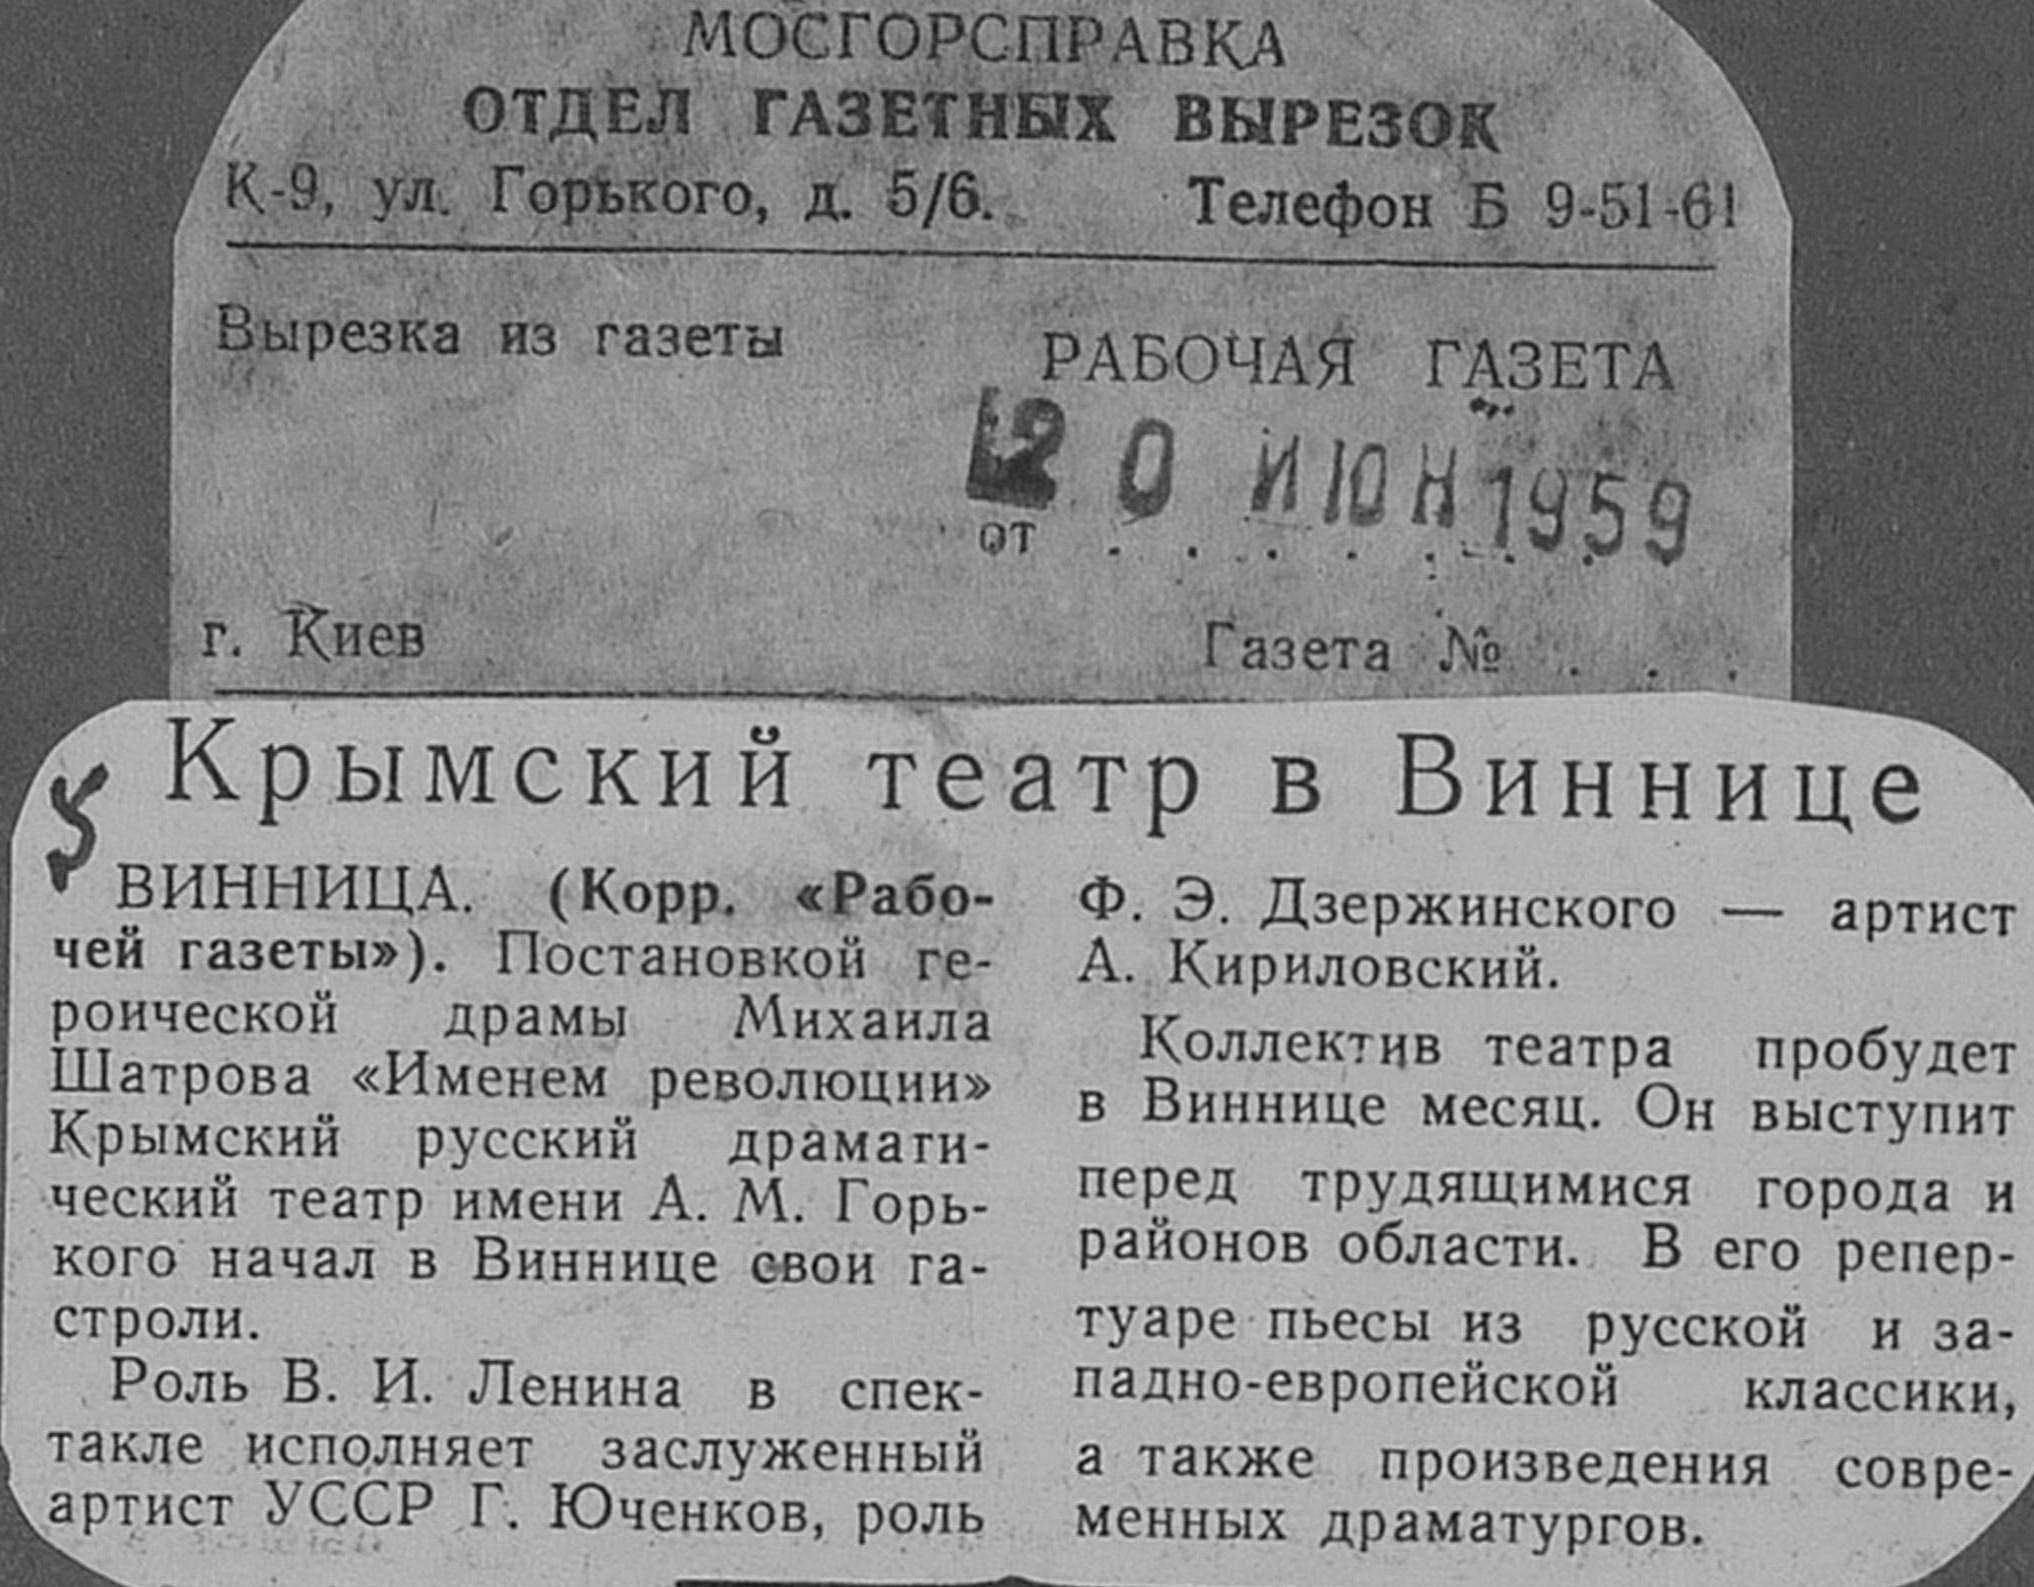 МОСГОРСПРАВКА
ОТДЕЛ ГАЗЕТНЫХ ВЫРЕЗОК
К-9, ул. Горького, д. 5/6. Телефон Б 9-51-61
Вырезка из газеты
РАБОЧАЯ ГАЗЕТА
20 ИЮН 1959
от . . . . . . .
г. Киев Газета № . . .
Крымский театр в Виннице
5
ВИННИЦА. (Корр. «Рабо-
чей газеты»). Постановкой ге-
роической драмы Михаила
Шатрова «Именем революции»
Крымский русский драмати-
ческий театр имени А. М. Горь-
кого начал в Виннице свои га-
строли.
Роль В. И. Ленина в спек-
такле исполняет заслуженный
артист УССР Г. Юченков, роль
Ф. Э. Дзержинского — артист
А. Кириловский.
Коллектив театра пробудет
в Виннице месяц. Он выступит
перед трудящимися города и
районов области. В его репер-
туаре пьесы из русской и за-
падно-европейской классики,
а также произведения совре-
менных драматургов.